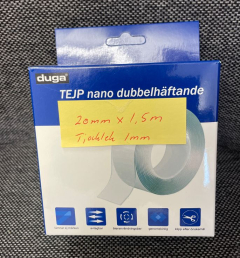 duga®
TEJP nano dubbelhäftande
20mm x 1,5m
Tjocklek 1mm